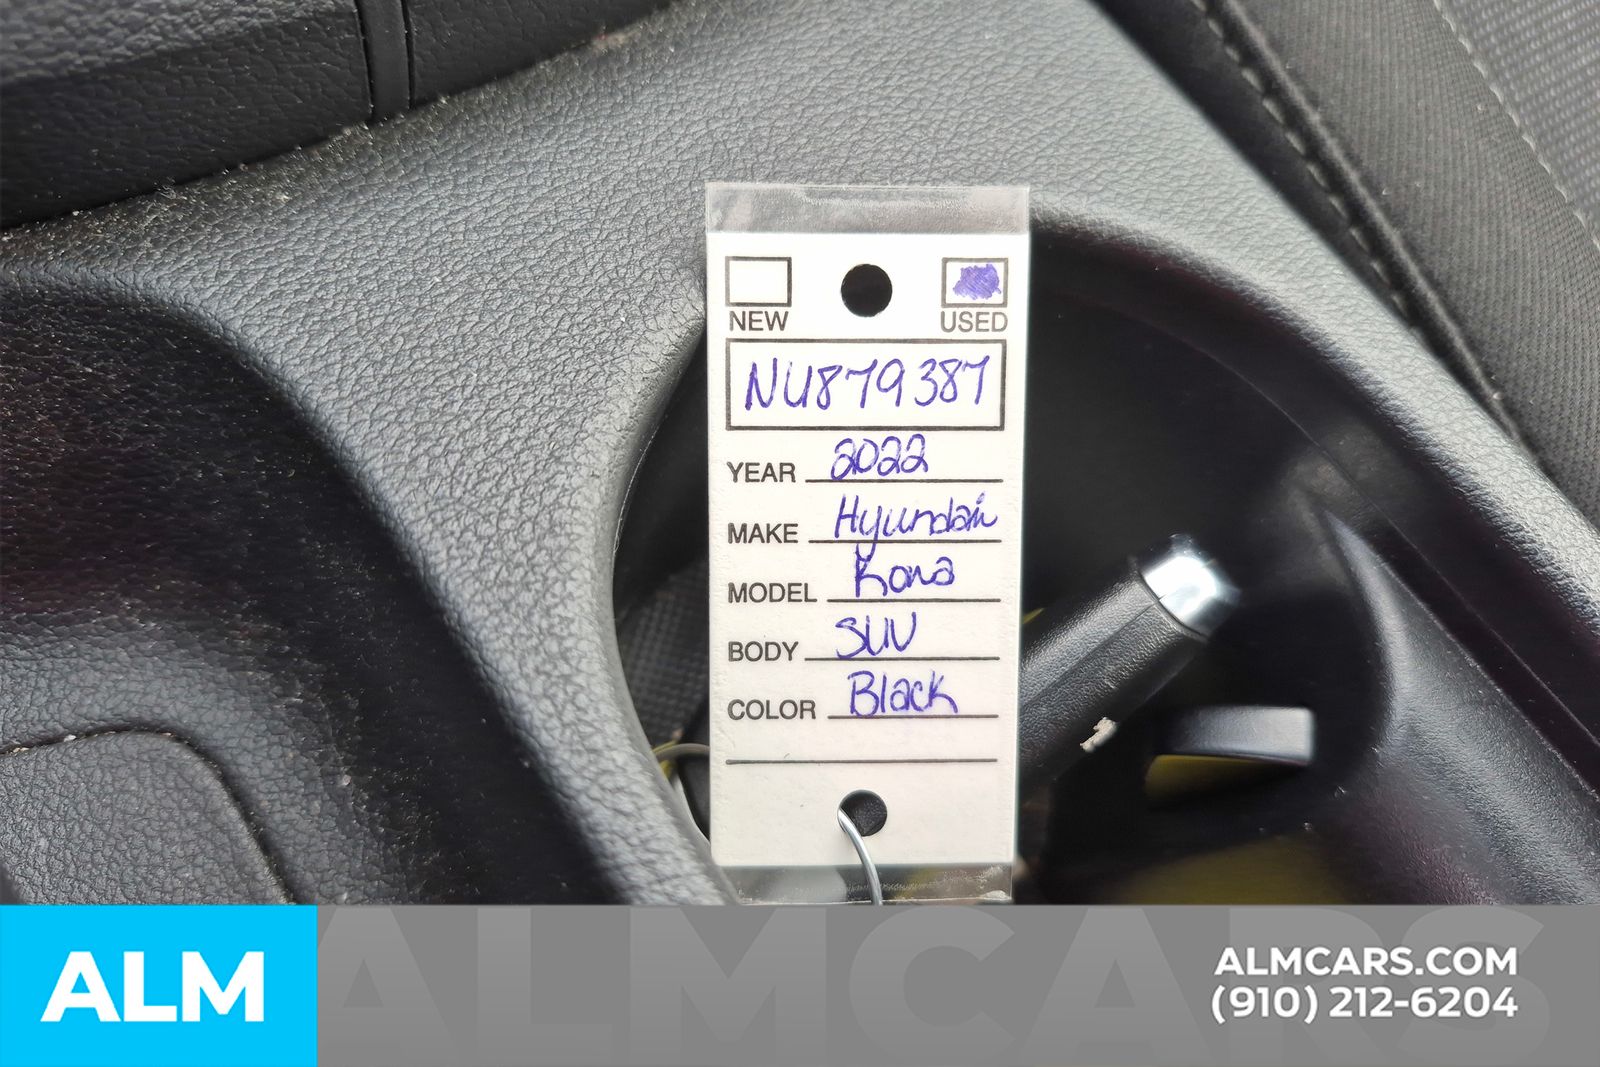 NEW USED
NU879387
YEAR 2022
MAKE Hyundai
MODEL Kona
BODY SUV
COLOR Black
ALMCARS
ALM
ALMCARS.COM
(910) 212-6204